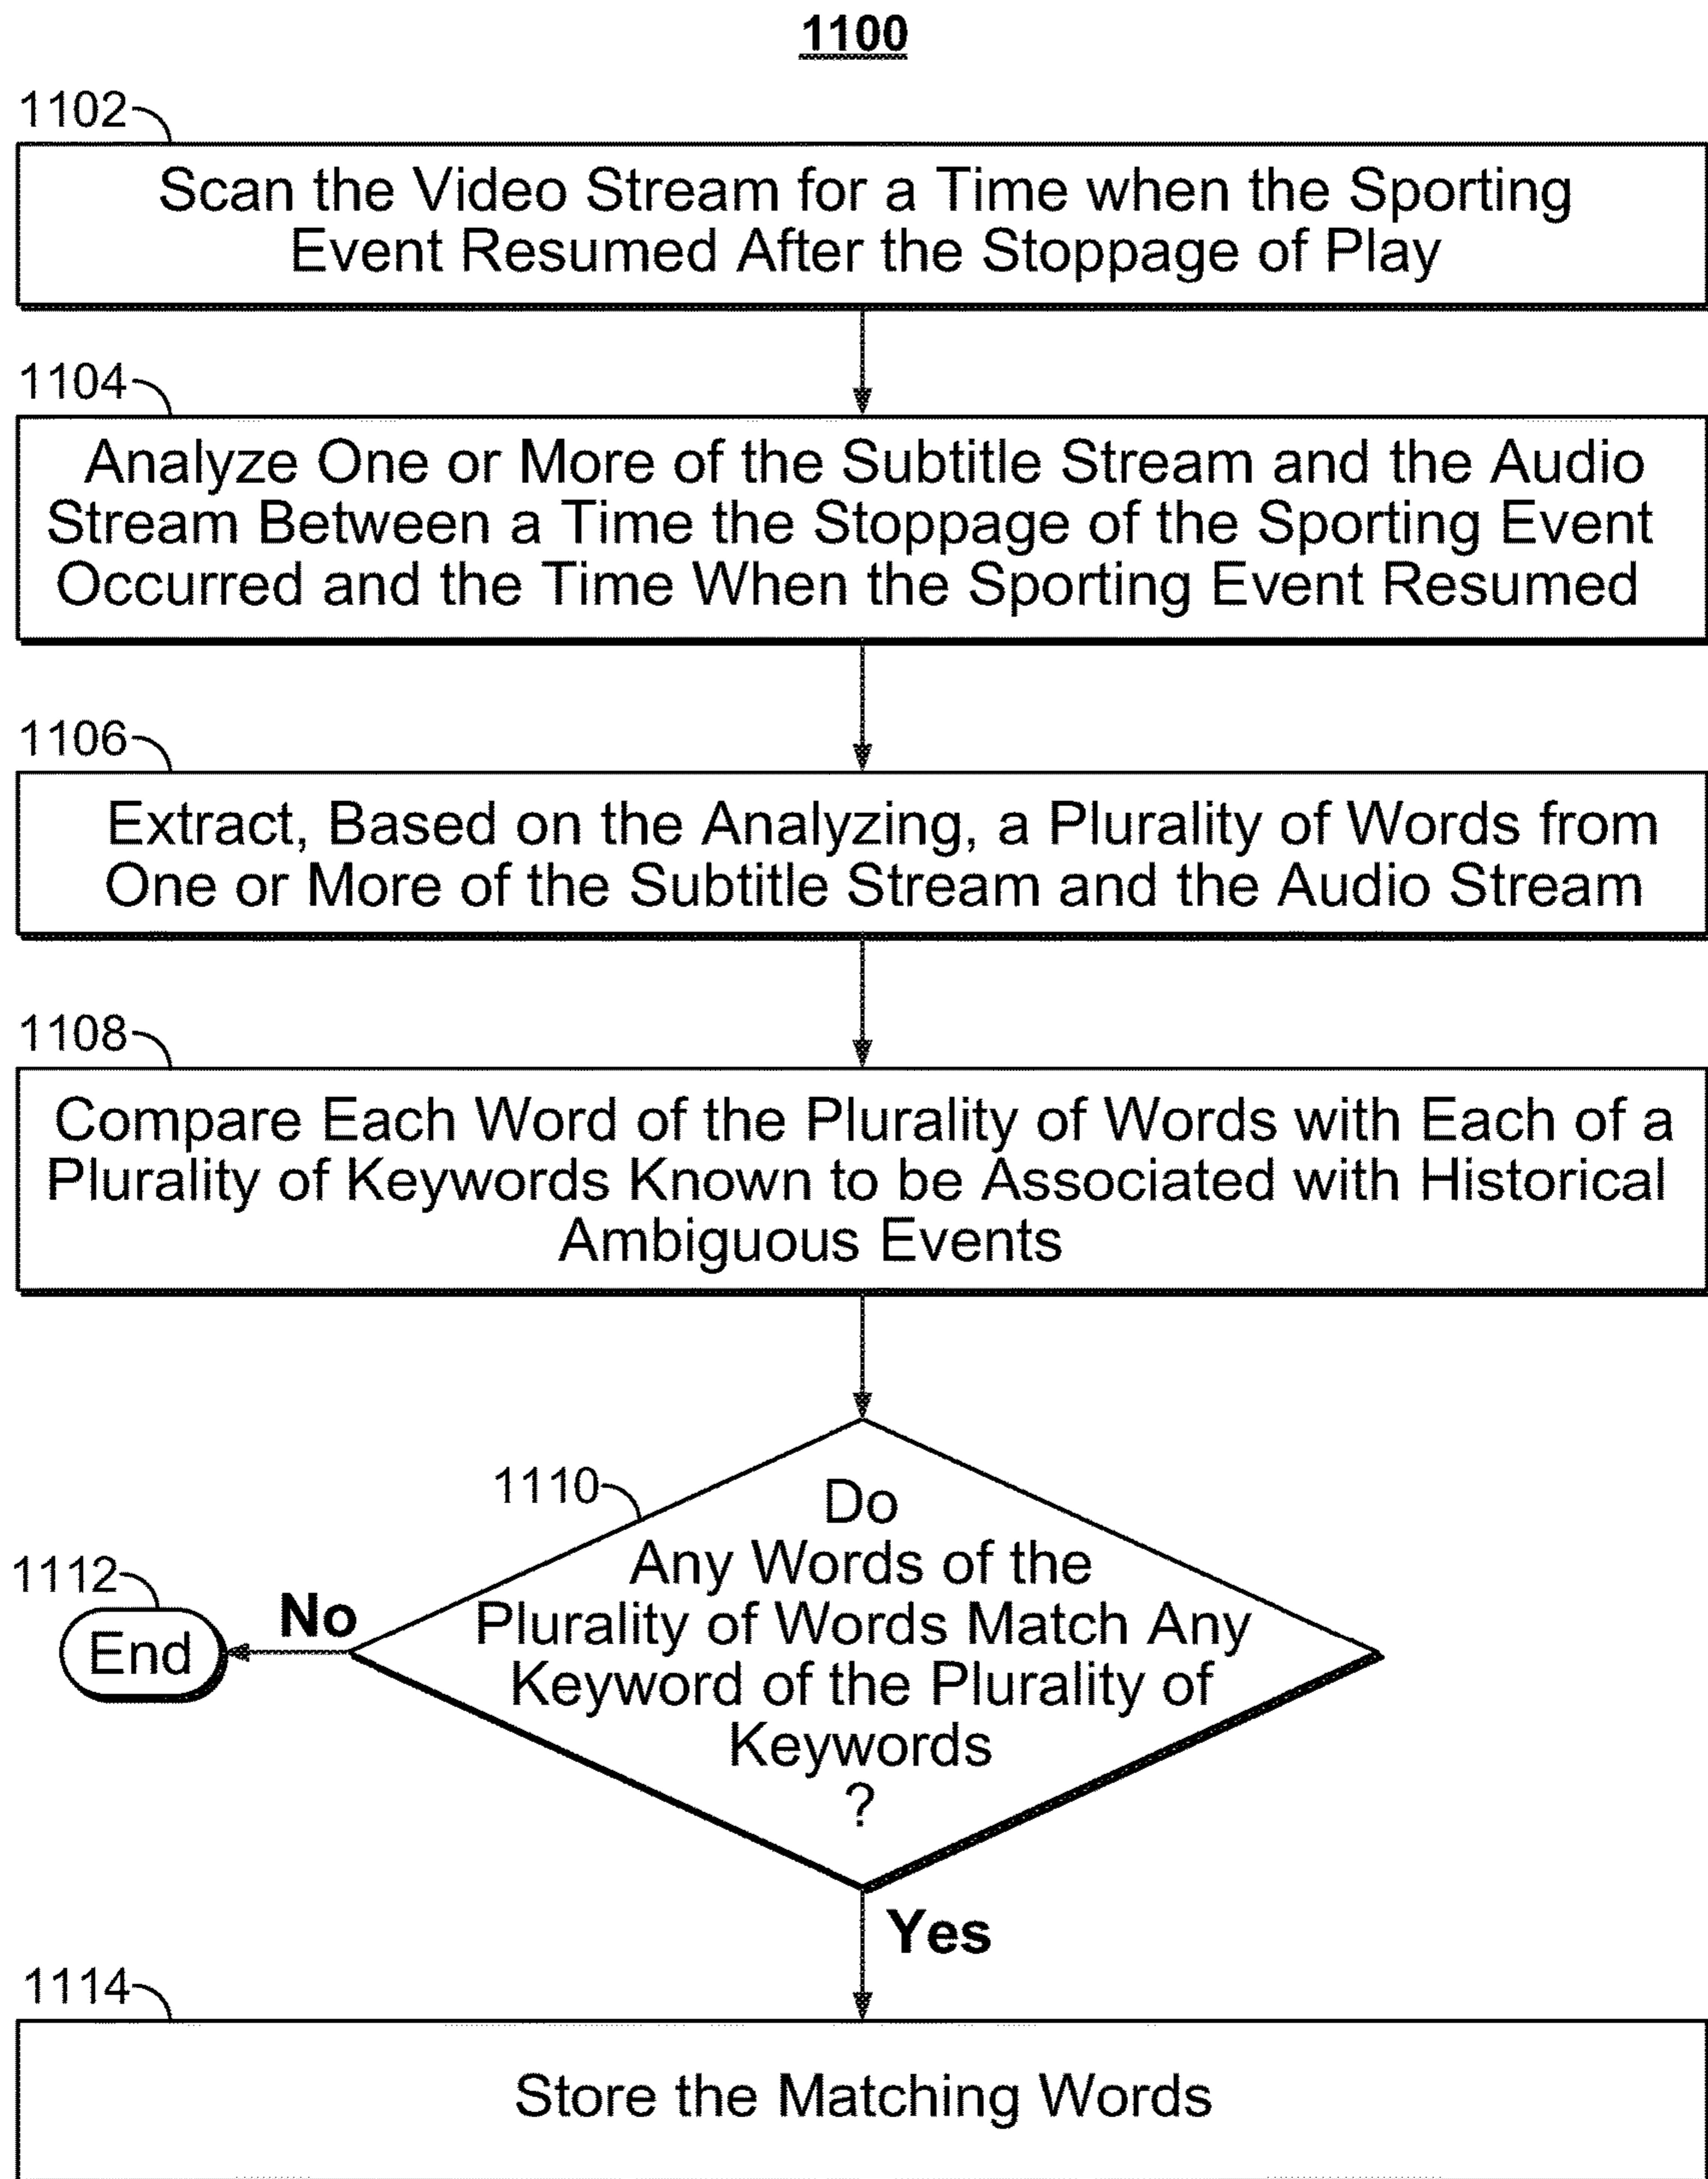 1100
1102
Scan the Video Stream for a Time when the Sporting
Event Resumed After the Stoppage of Play
1104
Analyze One or More of the Subtitle Stream and the Audio
Stream Between a Time the Stoppage of the Sporting Event
Occurred and the Time When the Sporting Event Resumed
1106
Extract, Based on the Analyzing, a Plurality of Words from
One or More of the Subtitle Stream and the Audio Stream
1108
Compare Each Word of the Plurality of Words with Each of a
Plurality of Keywords Known to be Associated with Historical
Ambiguous Events
1110
Do
Any Words of the
Plurality of Words Match Any
Keyword of the Plurality of
Keywords
?
1112
No
End
Yes
1114
Store the Matching Words